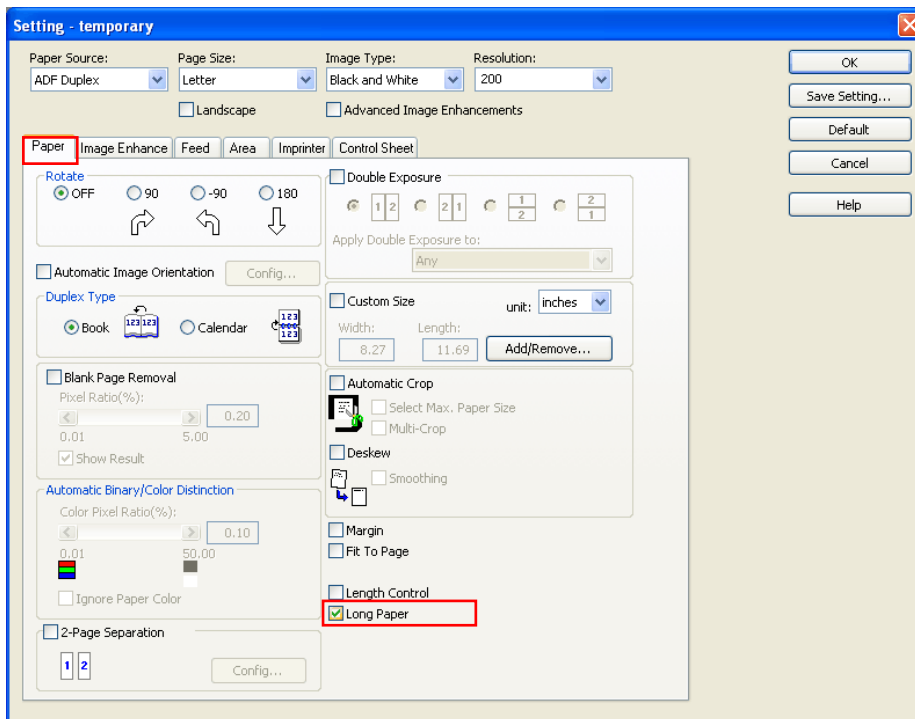 Setting - temporary
Paper Source: Page Size: Image Type: Resolution:
ADF Duplex Letter Black and White 200
Landscape Advanced Image Enhancements
OK
Save Setting...
Default
Cancel
Help
Paper Image Enhance Feed Area Imprinter Control Sheet
Rotate
OFF 90 -90 180
Automatic Image Orientation Config...
Duplex Type
Book 123 123 Calendar 123 123
Blank Page Removal
Pixel Ratio(%):
0.20
0.01 5.00
Show Result
Automatic Binary/Color Distinction
Color Pixel Ratio(%):
0.10
0.01 50.00
Ignore Paper Color
2-Page Separation
1 2 Config...
Double Exposure
1 2 2 1 1 2 2 1
Apply Double Exposure to:
Any
Custom Size unit: inches
Width: Length:
8.27 11.69 Add/Remove...
Automatic Crop
Select Max. Paper Size
Multi-Crop
Deskew
Smoothing
Margin
Fit To Page
Length Control
Long Paper